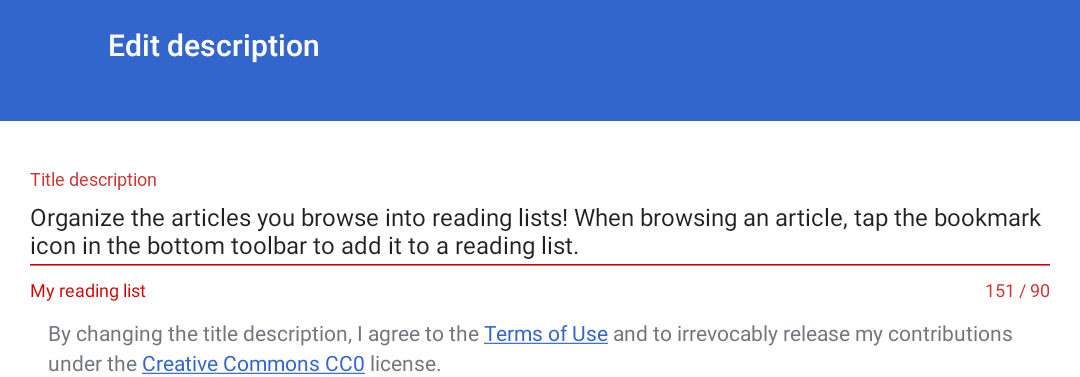 Edit description
Title description
Organize the articles you browse into reading lists! When browsing an article, tap the bookmark
icon in the bottom toolbar to add it to a reading list.
My reading list
151 / 90
By changing the title description, I agree to the Terms of Use and to irrevocably release my contributions
under the Creative Commons CC0 license.